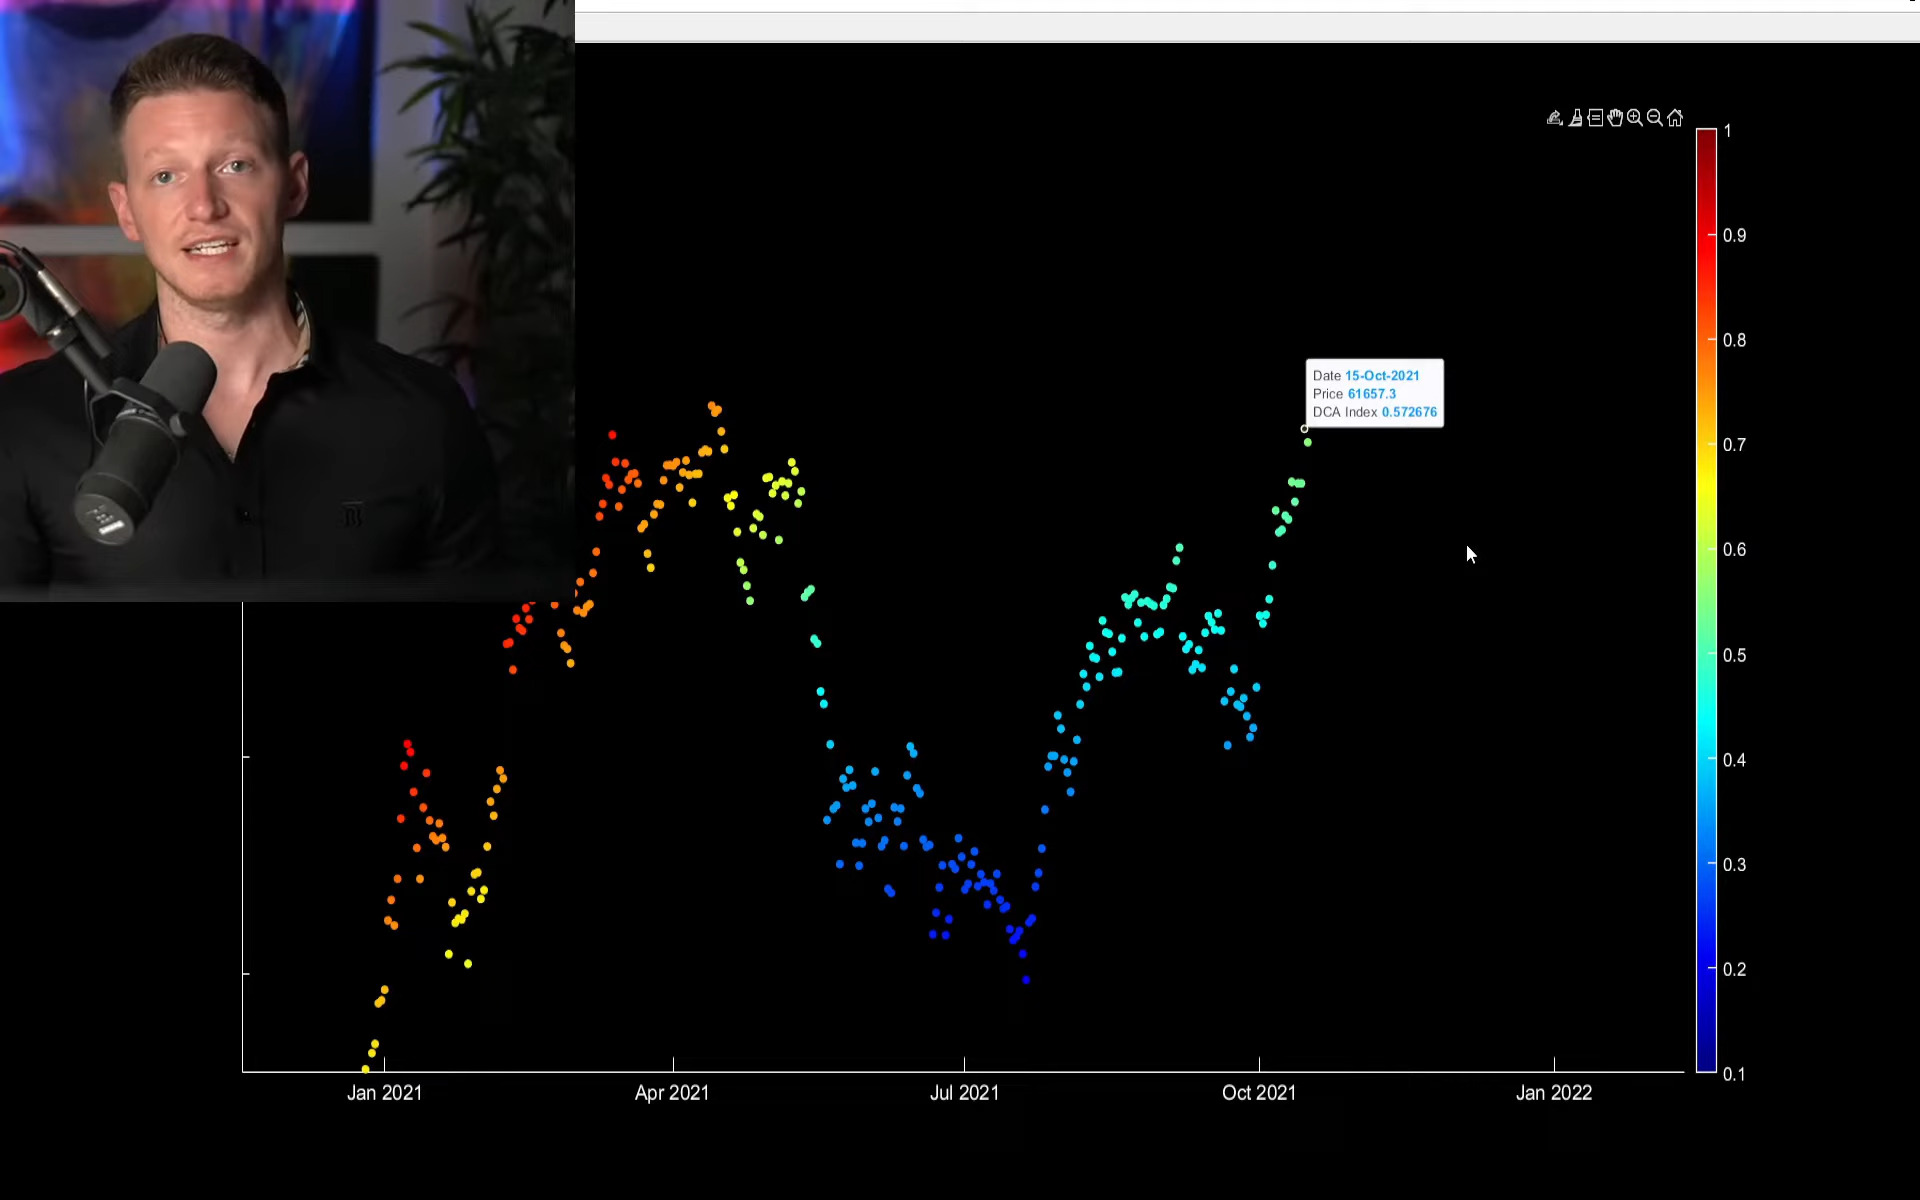 1
0.9
0.8
Date 15-Oct-2021
Price 61657.3
DCA Index 0.572676
0.7
0.6
0.5
0.4
0.3
0.2
0.1
Jan 2021
Apr 2021
Jul 2021
Oct 2021
Jan 2022